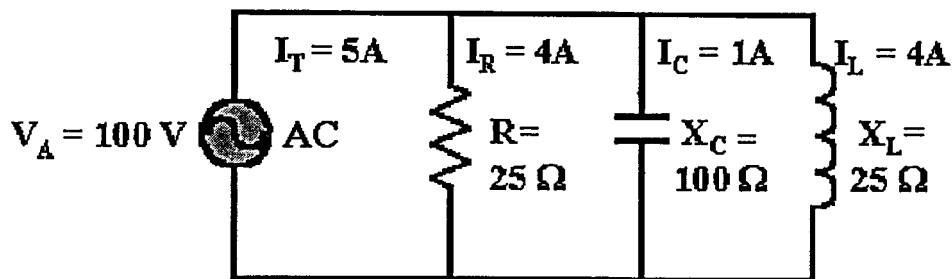 I_T = 5A
I_R = 4A
I_C = 1A
I_L = 4A
V_A = 100 V
AC
R=
25 Ω
X_C =
100 Ω
X_L =
25 Ω